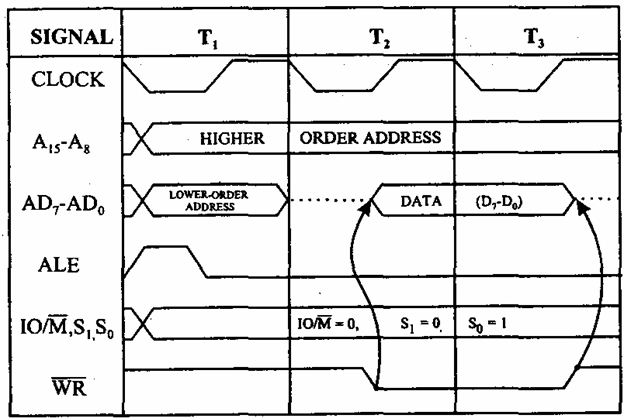 SIGNAL T₁ T₂ T₃
CLOCK
A₁₅-A₈ HIGHER ORDER ADDRESS
AD₇-AD₀ LOWER-ORDER ADDRESS DATA (D₇-D₀)
ALE
IO/M̅,S₁,S₀ IO/M̅ = 0, S₁ = 0, S₀ = 1
W̅R̅